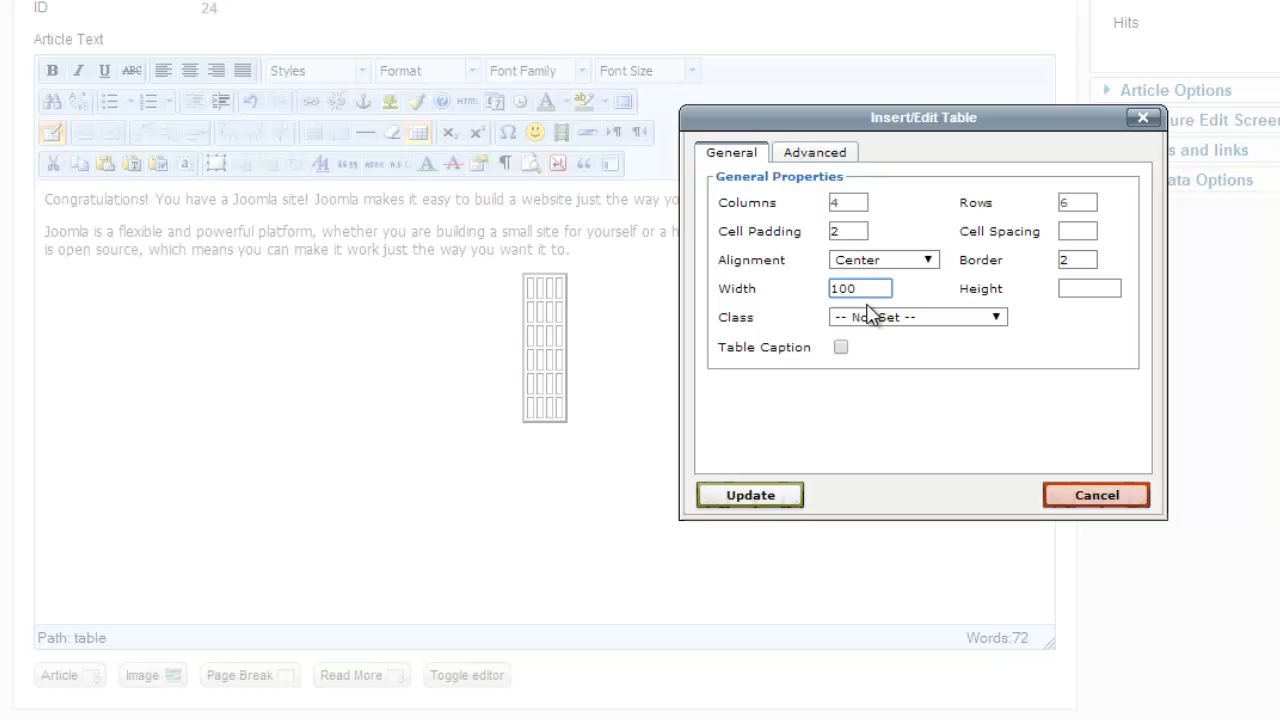 ID 24
Hits
Article Text
B I U ABC Styles Format Font Family Font Size
HTML A ab
Article Options
ure Edit Screen
s and links
ata Options
Congratulations! You have a Joomla site! Joomla makes it easy to build a website just the way yo
Joomla is a flexible and powerful platform, whether you are building a small site for yourself or a h
is open source, which means you can make it work just the way you want it to.
Insert/Edit Table
General Advanced
General Properties
Columns 4 Rows 6
Cell Padding 2 Cell Spacing
Alignment Center Border 2
Width 100 Height
Class -- Not Set --
Table Caption
Update Cancel
Path: table Words:72
Article Image Page Break Read More Toggle editor